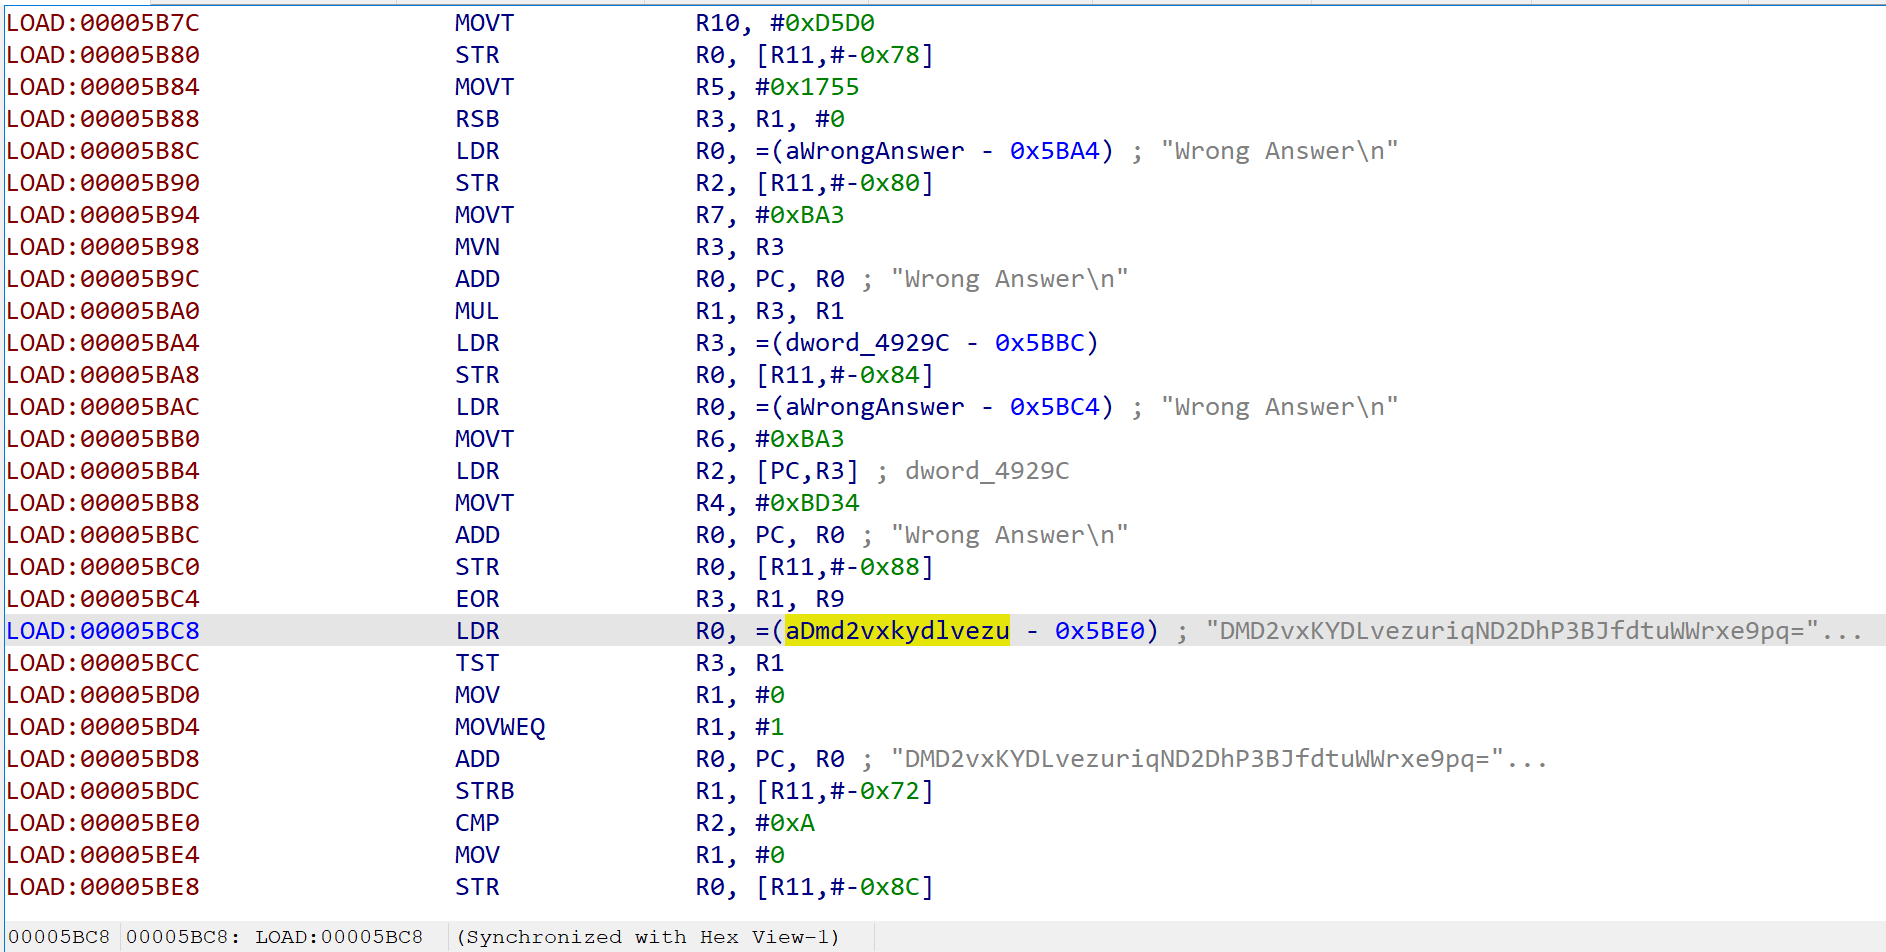 LOAD:00005B7C MOVT R10, #0xD5D0
LOAD:00005B80 STR R0, [R11,#-0x78]
LOAD:00005B84 MOVT R5, #0x1755
LOAD:00005B88 RSB R3, R1, #0
LOAD:00005B8C LDR R0, =(aWrongAnswer - 0x5BA4) ; "Wrong Answer\n"
LOAD:00005B90 STR R2, [R11,#-0x80]
LOAD:00005B94 MOVT R7, #0xBA3
LOAD:00005B98 MVN R3, R3
LOAD:00005B9C ADD R0, PC, R0 ; "Wrong Answer\n"
LOAD:00005BA0 MUL R1, R3, R1
LOAD:00005BA4 LDR R3, =(dword_4929C - 0x5BBC)
LOAD:00005BA8 STR R0, [R11,#-0x84]
LOAD:00005BAC LDR R0, =(aWrongAnswer - 0x5BC4) ; "Wrong Answer\n"
LOAD:00005BB0 MOVT R6, #0xBA3
LOAD:00005BB4 LDR R2, [PC,R3] ; dword_4929C
LOAD:00005BB8 MOVT R4, #0xBD34
LOAD:00005BBC ADD R0, PC, R0 ; "Wrong Answer\n"
LOAD:00005BC0 STR R0, [R11,#-0x88]
LOAD:00005BC4 EOR R3, R1, R9
LOAD:00005BC8 LDR R0, =(aDmd2vxkydlvezu - 0x5BE0) ; "DMD2vxKYDLvezuriqND2DhP3BJfdtuWWrxe9pq="...
LOAD:00005BCC TST R3, R1
LOAD:00005BD0 MOV R1, #0
LOAD:00005BD4 MOVWEQ R1, #1
LOAD:00005BD8 ADD R0, PC, R0 ; "DMD2vxKYDLvezuriqND2DhP3BJfdtuWWrxe9pq="...
LOAD:00005BDC STRB R1, [R11,#-0x72]
LOAD:00005BE0 CMP R2, #0xA
LOAD:00005BE4 MOV R1, #0
LOAD:00005BE8 STR R0, [R11,#-0x8C]
00005BC8 00005BC8: LOAD:00005BC8 (Synchronized with Hex View-1)